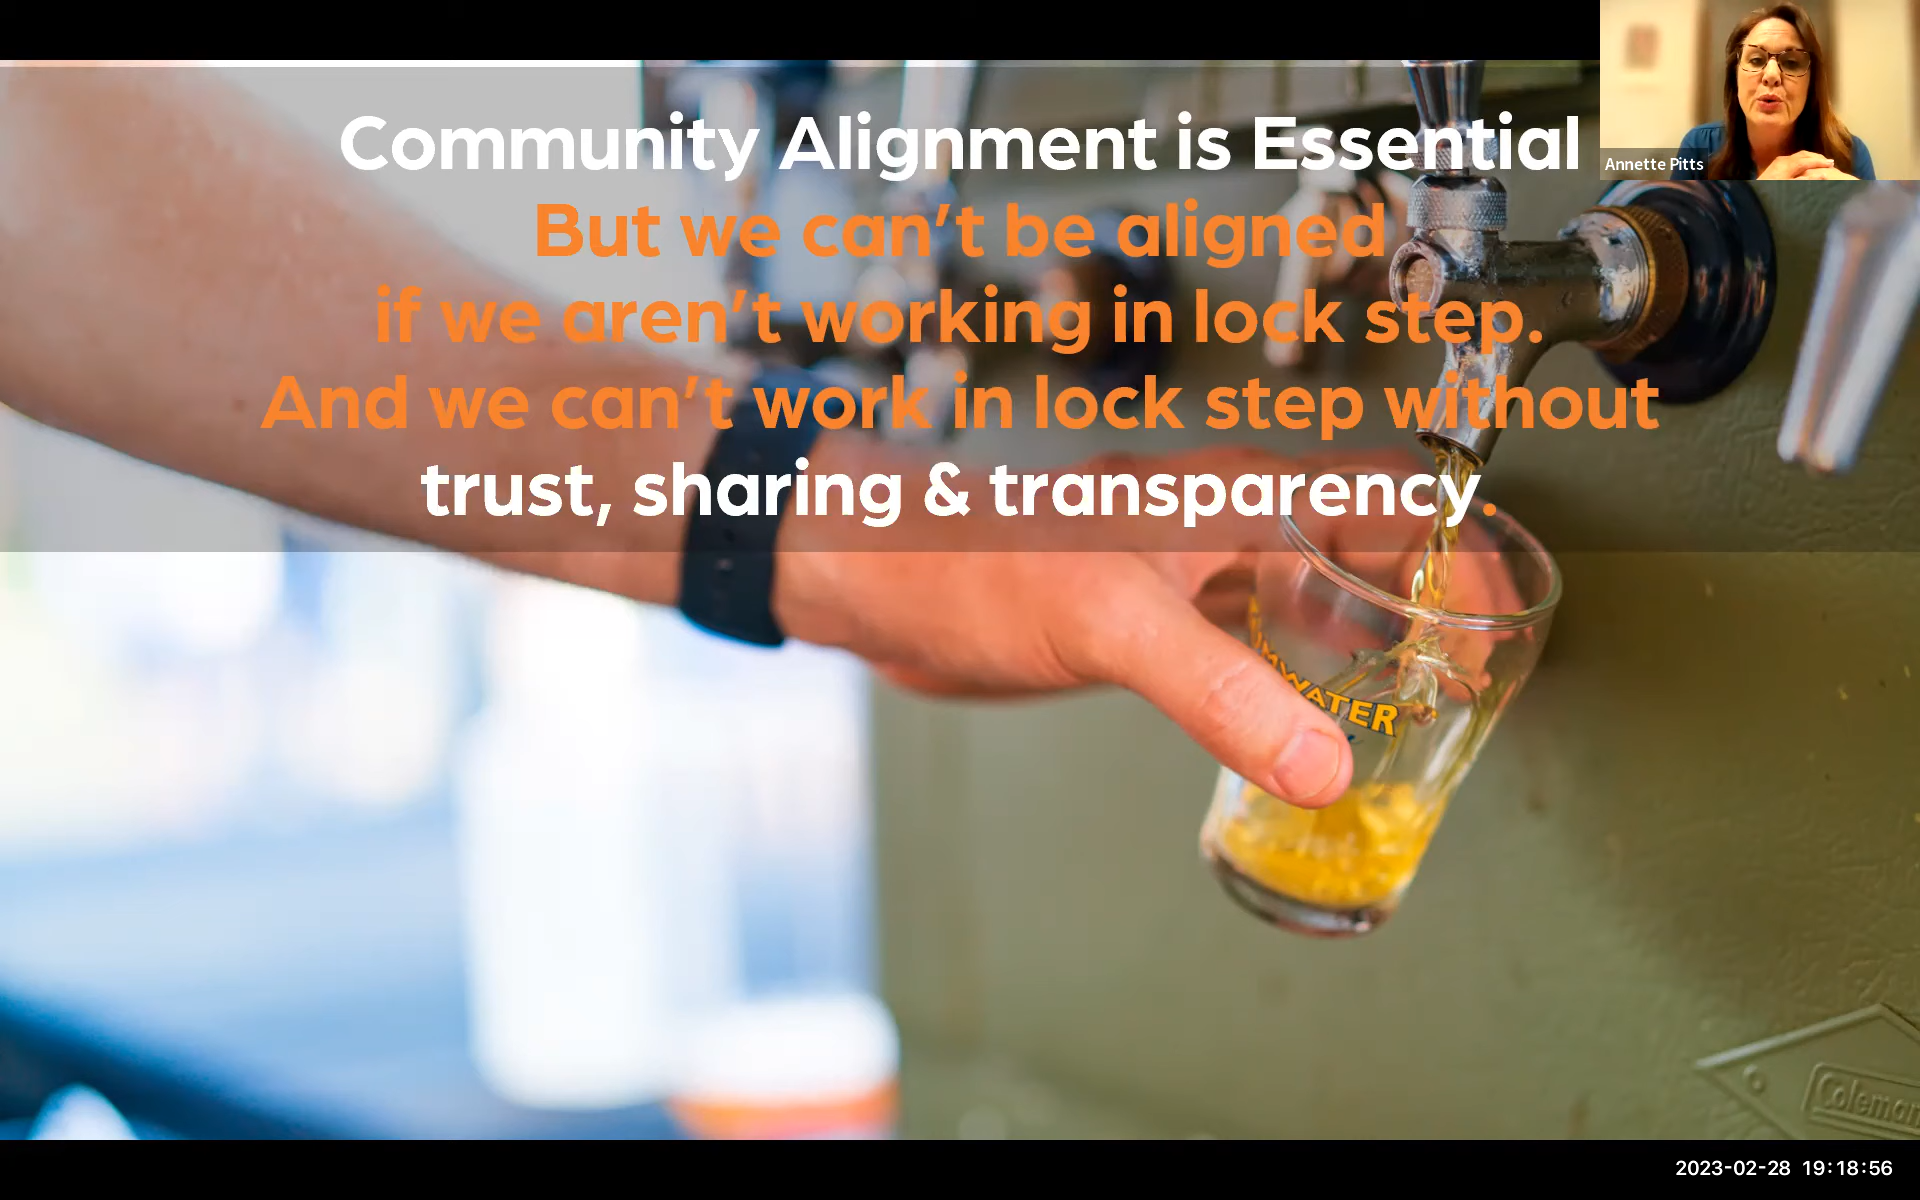 Community Alignment is Essential
But we can't be aligned
if we aren't working in lock step.
And we can't work in lock step without
trust, sharing & transparency.
Annette Pitts
WATER
Coleman
2023-02-28 19:18:56